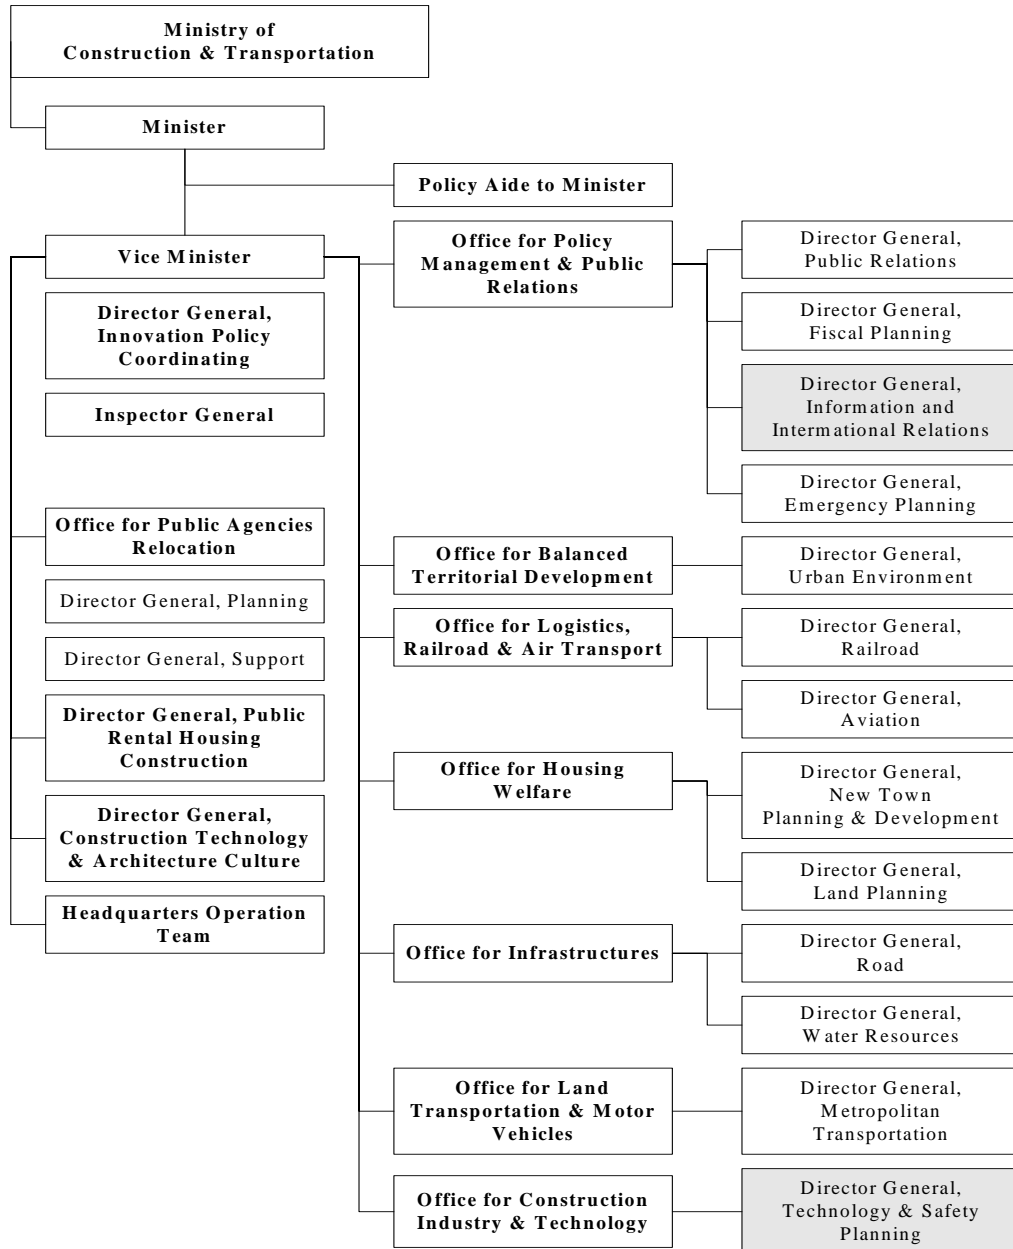 Ministry of
Construction & Transportation
Minister
Policy Aide to Minister
Vice Minister
Director General,
Innovation Policy
Coordinating
Inspector General
Office for Public Agencies
Relocation
Director General, Planning
Director General, Support
Director General, Public
Rental Housing
Construction
Director General,
Construction Technology
& Architecture Culture
Headquarters Operation
Team
Office for Policy
Management & Public
Relations
Director General,
Public Relations
Director General,
Fiscal Planning
Director General,
Information and
Intermational Relations
Director General,
Emergency Planning
Office for Balanced
Territorial Development
Director General,
Urban Environment
Office for Logistics,
Railroad & Air Transport
Director General,
Railroad
Director General,
Aviation
Office for Housing
Welfare
Director General,
New Town
Planning & Development
Director General,
Land Planning
Office for Infrastructures
Director General,
Road
Director General,
Water Resources
Office for Land
Transportation & Motor
Vehicles
Director General,
Metropolitan
Transportation
Office for Construction
Industry & Technology
Director General,
Technology & Safety
Planning